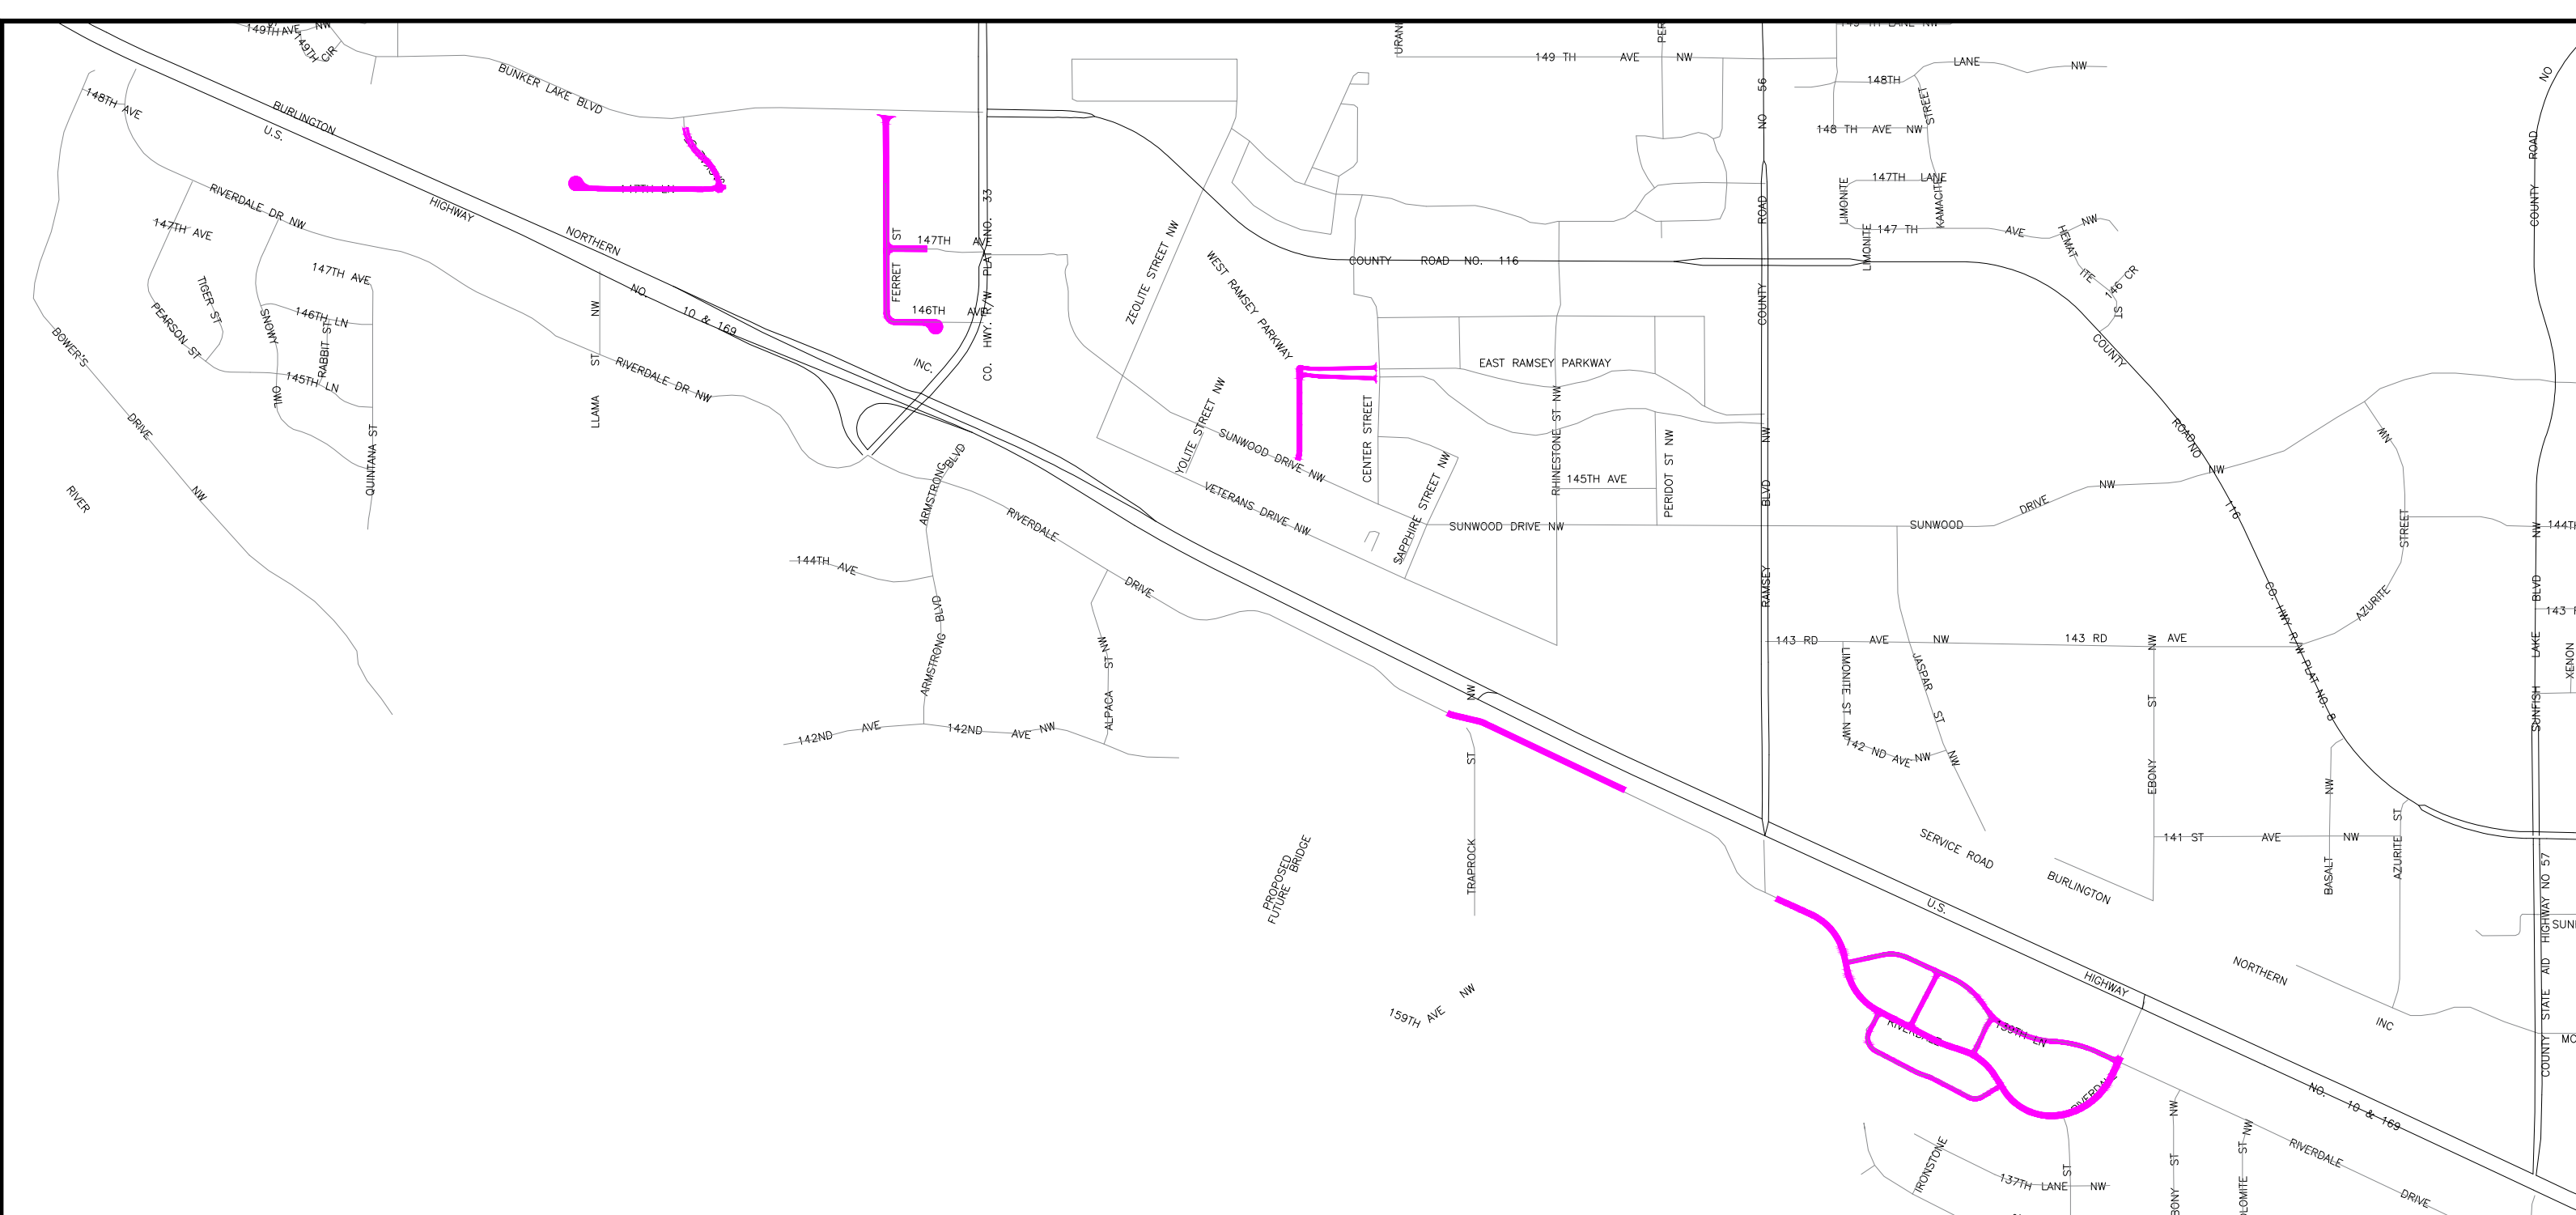 149TH AVE NW
149TH CIR
148TH AVE
BUNKER LAKE BLVD
BURLINGTON NORTHERN INC.
U.S. HIGHWAY NO. 10 & 169
RIVERDALE DR NW
147TH AVE
147TH AVE
TIGER ST
PEARSON ST
SNOWY OWL
146TH LN
RABBIT ST
145TH LN
QUINTANA ST
BOWER'S DRIVE NW
RIVER
LLAMA ST NW
RIVERDALE DR NW
147TH LN
FERRET ST
147TH AVE
146TH AVE
CO. HWY. R/W PLAT NO. 33
ARMSTRONG BLVD
144TH AVE
ARMSTRONG BLVD
142ND AVE
142ND AVE NW
ALPACA ST NW
RIVERDALE DRIVE
ZEOLITE STREET NW
WEST RAMSEY PARKWAY
YOLITE STREET NW
SUNWOOD DRIVE NW
VETERANS DRIVE NW
CENTER STREET
SAPPHIRE STREET NW
EAST RAMSEY PARKWAY
RHINESTONE ST NW
145TH AVE
PERIDOT ST NW
SUNWOOD DRIVE NW
COUNTY ROAD NO. 116
149 TH AVE NW
COUNTY ROAD NO 56
RAMSEY BLVD NW
148TH LANE NW
STREET
148 TH AVE NW
147TH LANE
LIMONITE
KAMACITE
147 TH AVE NW
LIMONITE
HEMAT ITE ST
146 CR
COUNTY ROAD NO 116
CO. HWY R/W PLAT NO. 8
SUNWOOD DRIVE NW
NW
AZURITE STREET NW
COUNTY ROAD NO
SUNFISH LAKE BLVD NW
XENON
143 RD AVE NW
143 RD AVE
LIMONITE ST NW
JASPAR ST NW
142 ND AVE NW
EBONY ST NW
141 ST AVE NW
BASALT NW
AZURITE ST
SERVICE ROAD
BURLINGTON NORTHERN INC
COUNTY STATE AID HIGHWAY NO 57
U.S. HIGHWAY NO. 10 & 169
TRAPROCK ST NW
PROPOSED
FUTURE BRIDGE
159TH AVE NW
139TH LN
RIVERDALE
RIVERDALE DRIVE
IRONSTONE
137TH LANE NW
ST
ST NW
ST NW